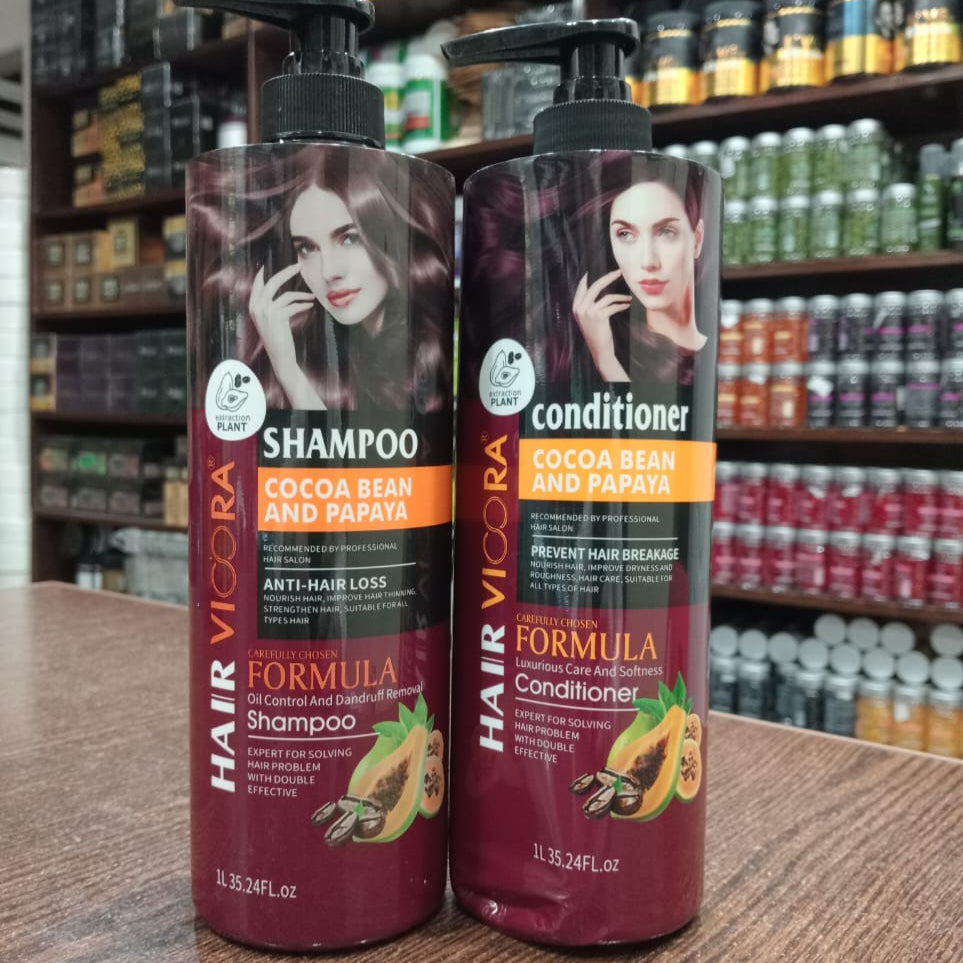 extraction
PLANT
SHAMPOO
COCOA BEAN
AND PAPAYA
RECOMMENDED BY PROFESSIONAL
HAIR SALON
ANTI-HAIR LOSS
NOURISH HAIR, IMPROVE HAIR THINNING,
STRENGTHEN HAIR, SUITABLE FOR ALL
TYPES HAIR
HAIR VIGORA®
CAREFULLY CHOSEN
FORMULA
Oil Control And Dandruff Removal
Shampoo
EXPERT FOR SOLVING
HAIR PROBLEM
WITH DOUBLE
EFFECTIVE
1L 35.24FL.oz
extraction
PLANT
conditioner
COCOA BEAN
AND PAPAYA
RECOMMENDED BY PROFESSIONAL
HAIR SALON
PREVENT HAIR BREAKAGE
NOURISH HAIR, IMPROVE DRYNESS AND
ROUGHNESS, HAIR CARE, SUITABLE FOR
ALL TYPES OF HAIR
HAIR VIGORA®
CAREFULLY CHOSEN
FORMULA
Luxurious Care And Softness
Conditioner
EXPERT FOR SOLVING
HAIR PROBLEM
WITH DOUBLE
EFFECTIVE
1L 35.24FL.oz